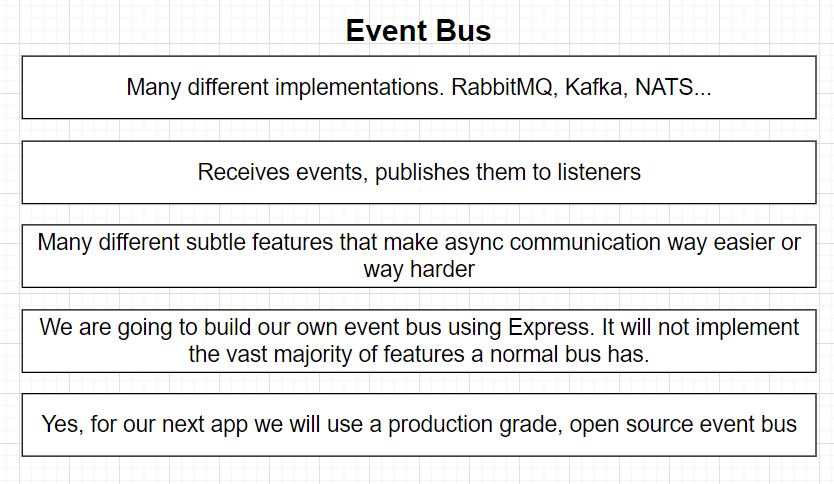 Event Bus
Many different implementations. RabbitMQ, Kafka, NATS...
Receives events, publishes them to listeners
Many different subtle features that make async communication way easier or
way harder
We are going to build our own event bus using Express. It will not implement
the vast majority of features a normal bus has.
Yes, for our next app we will use a production grade, open source event bus